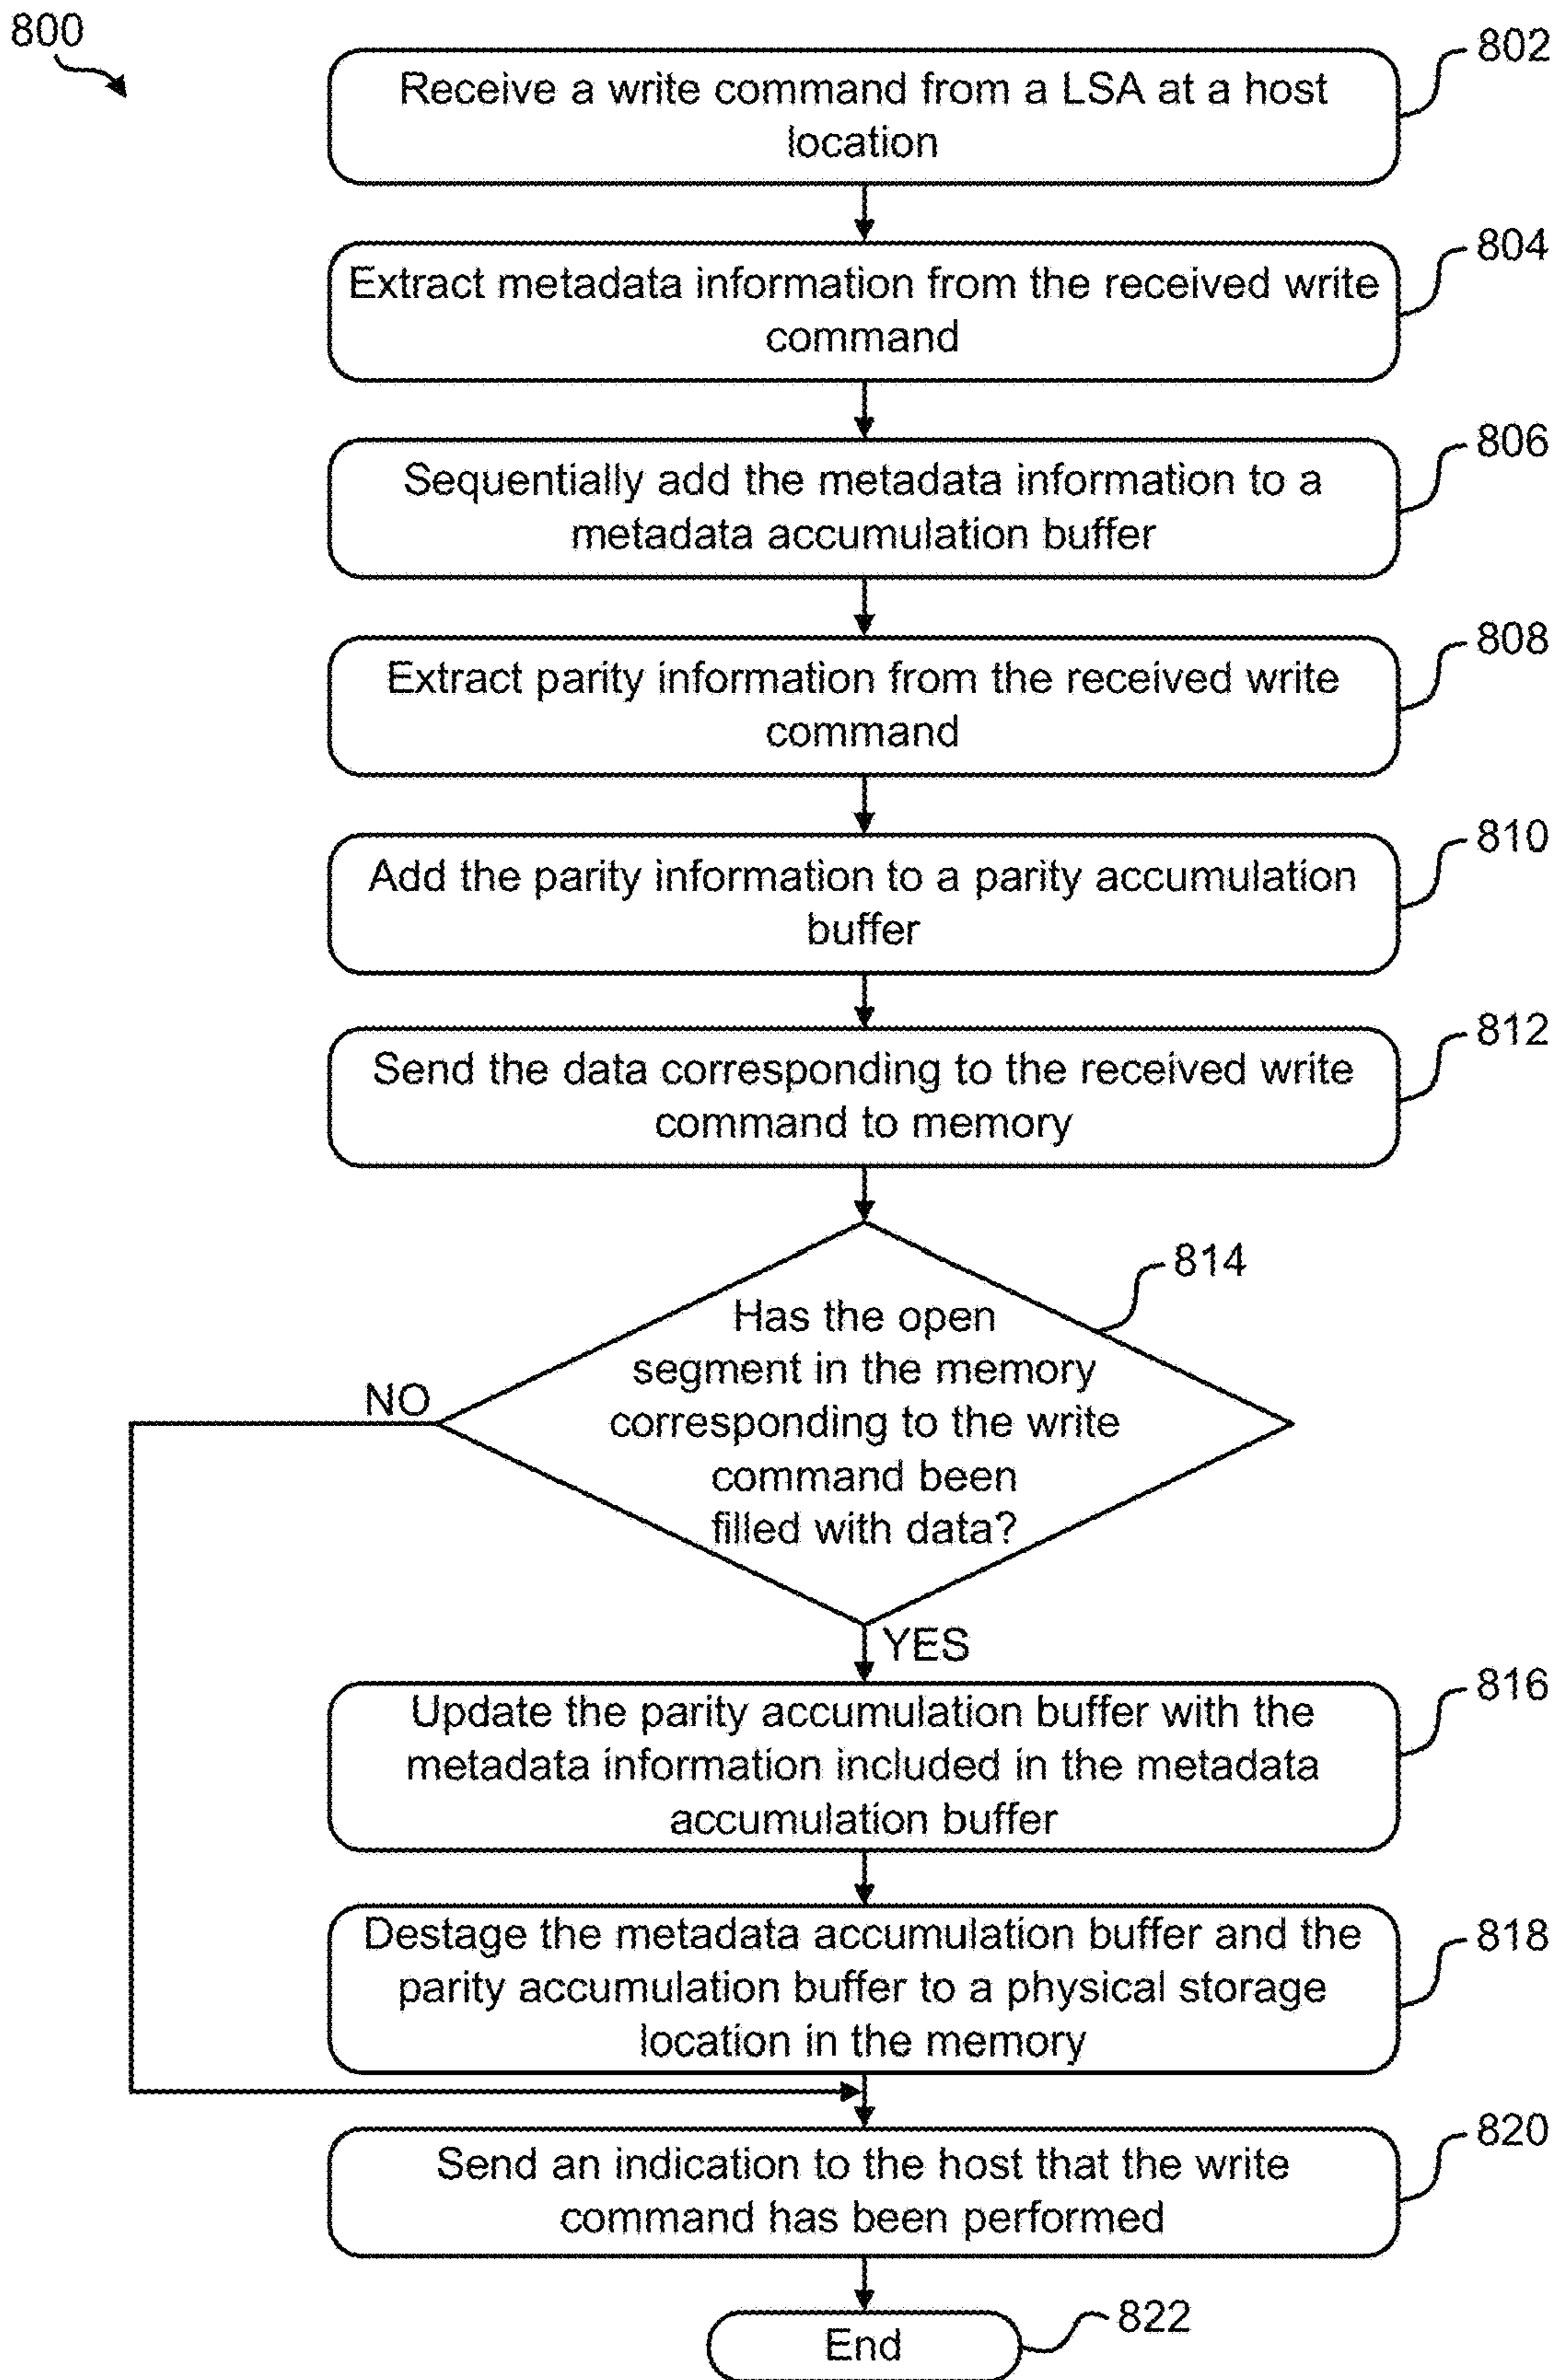 800
802
Receive a write command from a LSA at a host
location
804
Extract metadata information from the received write
command
806
Sequentially add the metadata information to a
metadata accumulation buffer
808
Extract parity information from the received write
command
810
Add the parity information to a parity accumulation
buffer
812
Send the data corresponding to the received write
command to memory
814
Has the open
segment in the memory
corresponding to the write
command been
filled with data?
NO
YES
816
Update the parity accumulation buffer with the
metadata information included in the metadata
accumulation buffer
818
Destage the metadata accumulation buffer and the
parity accumulation buffer to a physical storage
location in the memory
820
Send an indication to the host that the write
command has been performed
822
End